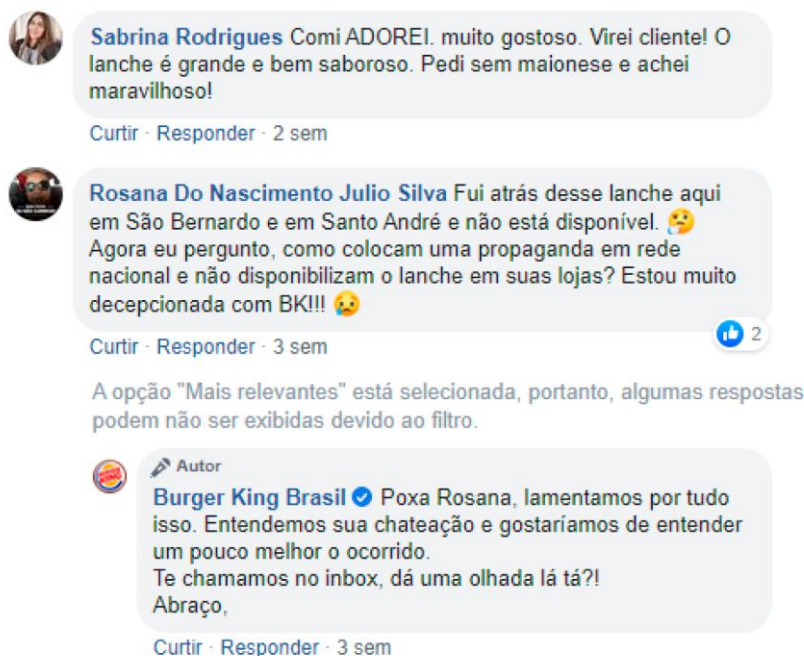 Sabrina Rodrigues Comi ADOREI. muito gostoso. Virei cliente! O
lanche é grande e bem saboroso. Pedi sem maionese e achei
maravilhoso!
Curtir · Responder · 2 sem
Rosana Do Nascimento Julio Silva Fui atrás desse lanche aqui
em São Bernardo e em Santo André e não está disponível. 🤔
Agora eu pergunto, como colocam uma propaganda em rede
nacional e não disponibilizam o lanche em suas lojas? Estou muito
decepcionada com BK!!! 😢
2
Curtir · Responder · 3 sem
A opção "Mais relevantes" está selecionada, portanto, algumas respostas
podem não ser exibidas devido ao filtro.
Autor
Burger King Brasil Poxa Rosana, lamentamos por tudo
isso. Entendemos sua chateação e gostaríamos de entender
um pouco melhor o ocorrido.
Te chamamos no inbox, dá uma olhada lá tá?!
Abraço,
Curtir · Responder · 3 sem